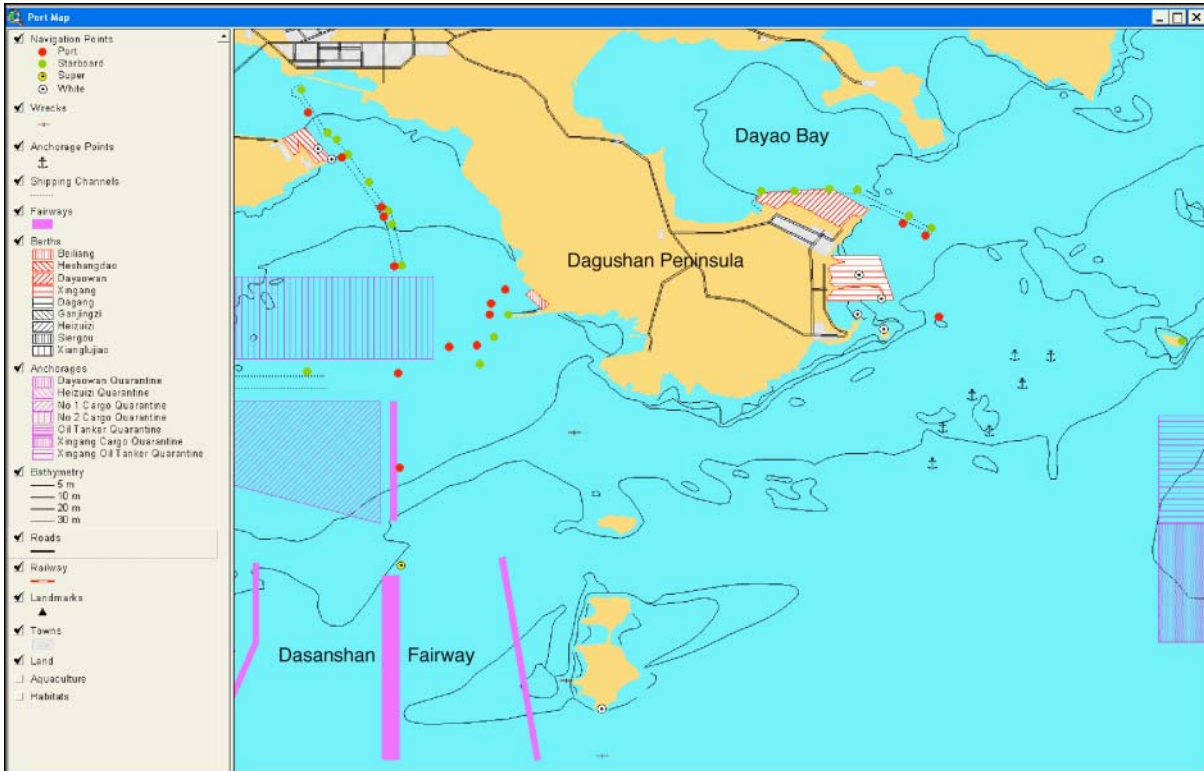 Port Map
Navigation Points
Port
Starboard
Super
White
Wrecks
Anchorage Points
Shipping Channels
Fairways
Berths
Beiliang
Heshangdao
Dayaowan
Xingang
Dagang
Ganjingzi
Heizuizi
Siergou
Xianglujiao
Anchorages
Dayaowan Quarantine
Heizuizi Quarantine
No 1 Cargo Quarantine
No 2 Cargo Quarantine
Oil Tanker Quarantine
Xingang Cargo Quarantine
Xingang Oil Tanker Quarantine
Bathymetry
5 m
10 m
20 m
30 m
Roads
Railway
Landmarks
Towns
Land
Aquaculture
Habitats
Dayao Bay
Dagushan Peninsula
Dasanshan Fairway